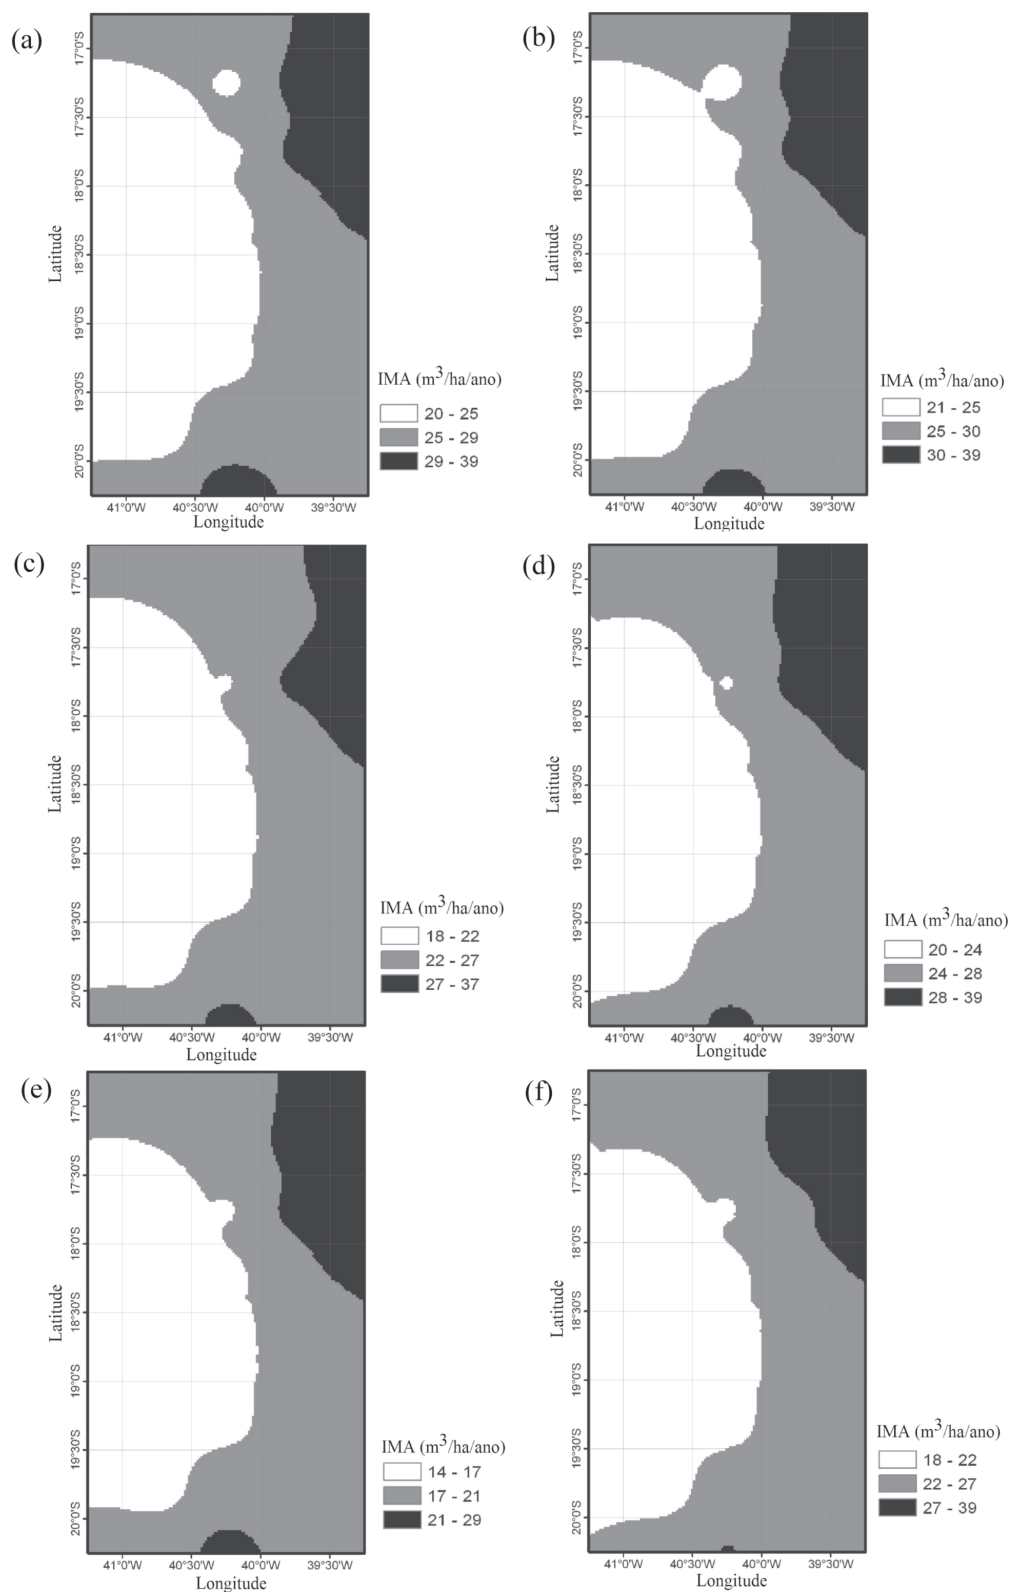 (a)
17°0'S
17°30'S
18°0'S
18°30'S
19°0'S
19°30'S
20°0'S
Latitude
41°0'W 40°30'W 40°0'W 39°30'W
Longitude
IMA (m3/ha/ano)
20 - 25
25 - 29
29 - 39
(b)
17°0'S
17°30'S
18°0'S
18°30'S
19°0'S
19°30'S
20°0'S
Latitude
41°0'W 40°30'W 40°0'W 39°30'W
Longitude
IMA (m3/ha/ano)
21 - 25
25 - 30
30 - 39
(c)
17°0'S
17°30'S
18°0'S
18°30'S
19°0'S
19°30'S
20°0'S
Latitude
41°0'W 40°30'W 40°0'W 39°30'W
Longitude
IMA (m3/ha/ano)
18 - 22
22 - 27
27 - 37
(d)
17°0'S
17°30'S
18°0'S
18°30'S
19°0'S
19°30'S
20°0'S
Latitude
41°0'W 40°30'W 40°0'W 39°30'W
Longitude
IMA (m3/ha/ano)
20 - 24
24 - 28
28 - 39
(e)
17°0'S
17°30'S
18°0'S
18°30'S
19°0'S
19°30'S
20°0'S
Latitude
41°0'W 40°30'W 40°0'W 39°30'W
Longitude
IMA (m3/ha/ano)
14 - 17
17 - 21
21 - 29
(f)
17°0'S
17°30'S
18°0'S
18°30'S
19°0'S
19°30'S
20°0'S
Latitude
41°0'W 40°30'W 40°0'W 39°30'W
Longitude
IMA (m3/ha/ano)
18 - 22
22 - 27
27 - 39